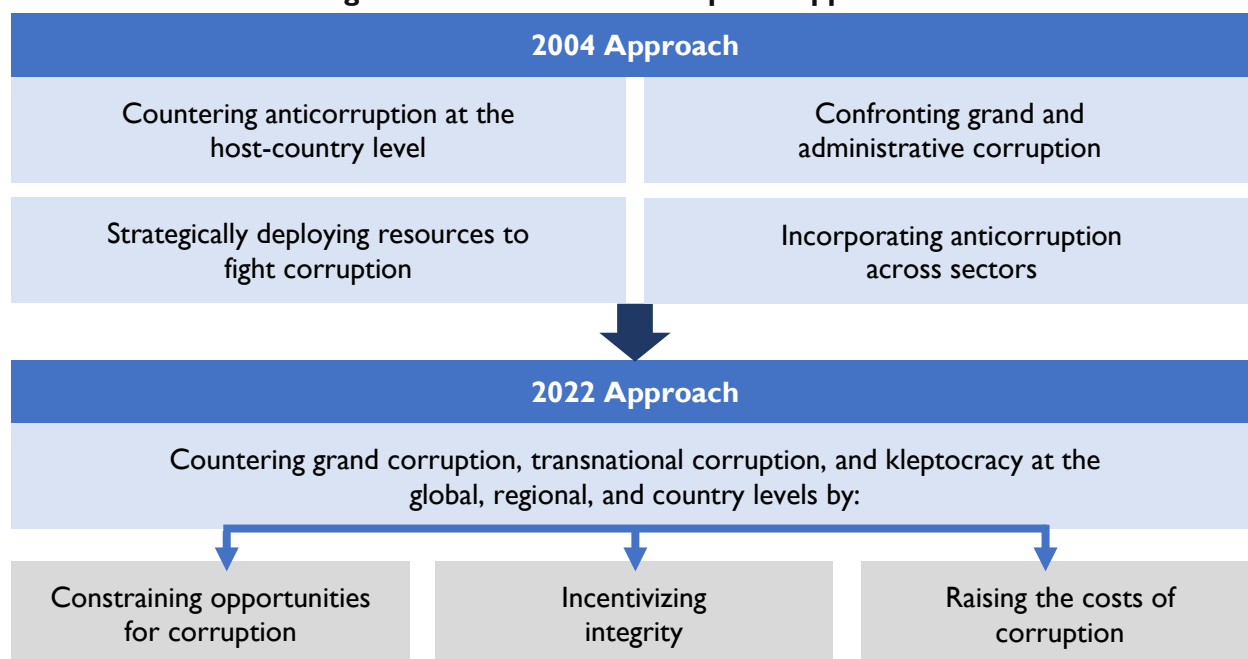 2004 Approach
Countering anticorruption at the
host-country level
Confronting grand and
administrative corruption
Strategically deploying resources to
fight corruption
Incorporating anticorruption
across sectors
2022 Approach
Countering grand corruption, transnational corruption, and kleptocracy at the
global, regional, and country levels by:
Constraining opportunities
for corruption
Incentivizing
integrity
Raising the costs of
corruption